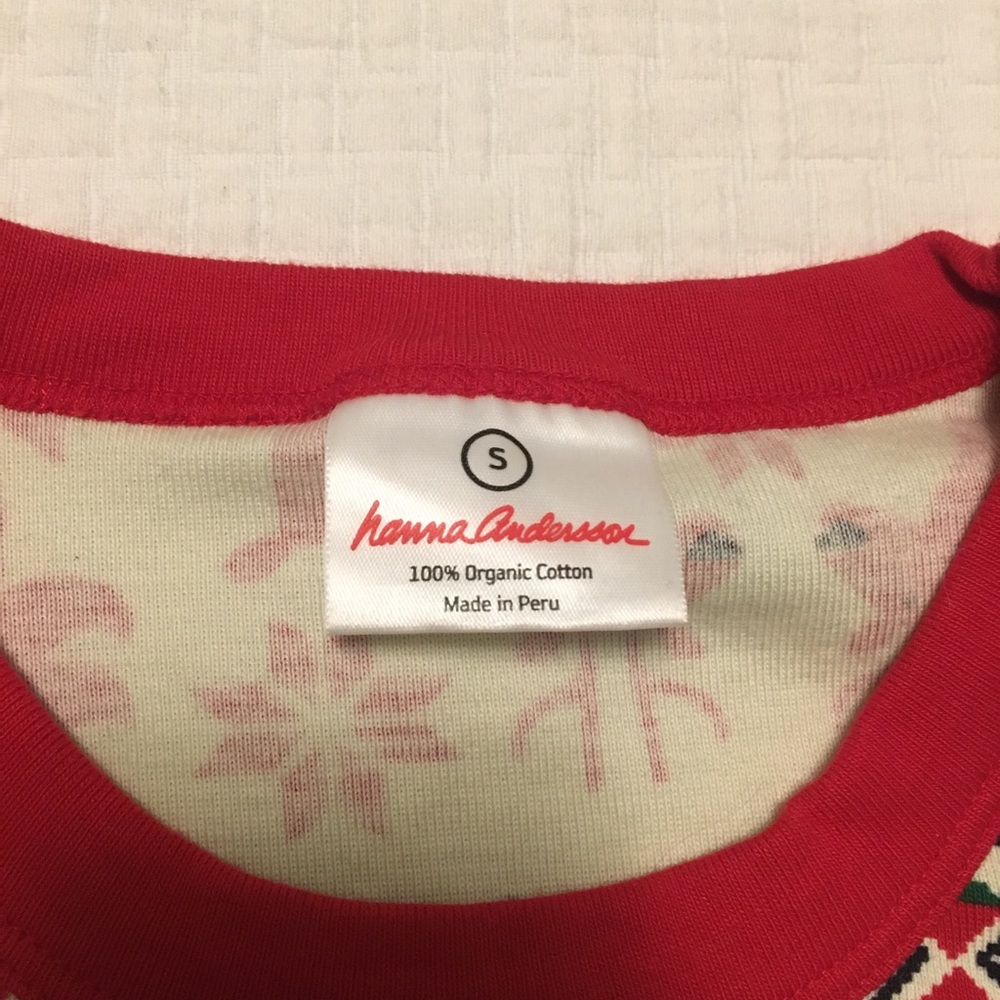 S
hanna Andersson
100% Organic Cotton
Made in Peru